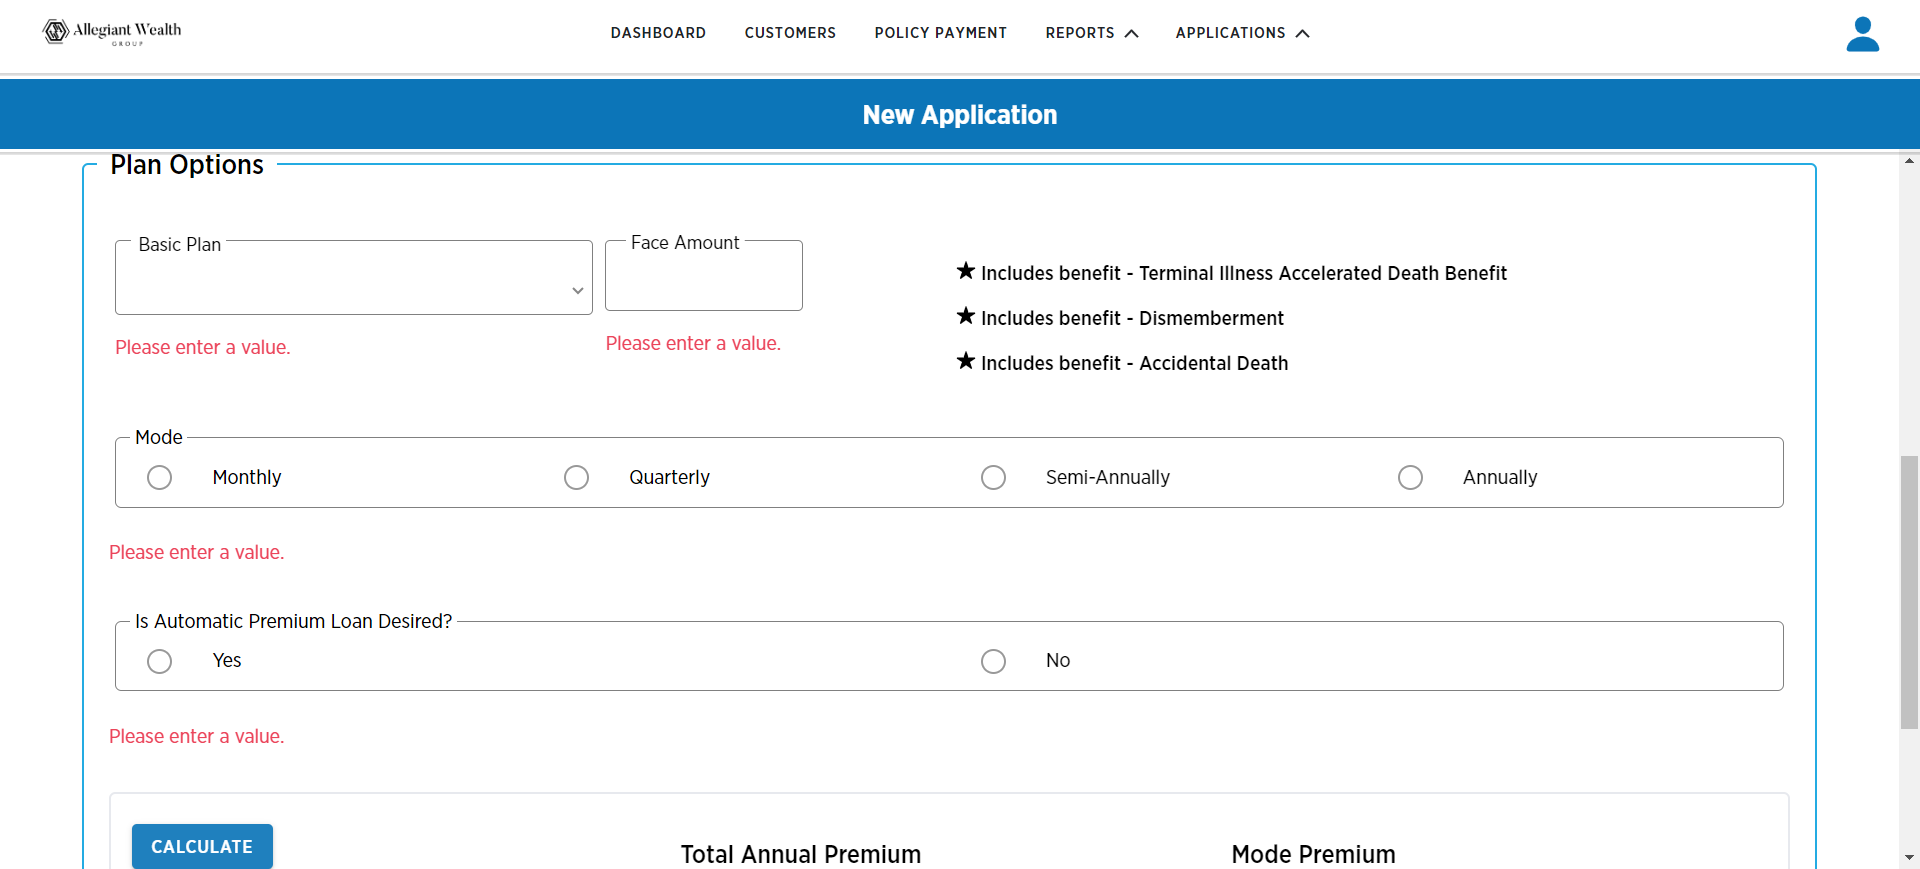 Allegiant Wealth
GROUP
DASHBOARD CUSTOMERS POLICY PAYMENT REPORTS APPLICATIONS
New Application
Plan Options
Basic Plan Face Amount
Please enter a value. Please enter a value.
★ Includes benefit - Terminal Illness Accelerated Death Benefit
★ Includes benefit - Dismemberment
★ Includes benefit - Accidental Death
Mode
Monthly Quarterly Semi-Annually Annually
Please enter a value.
Is Automatic Premium Loan Desired?
Yes No
Please enter a value.
CALCULATE Total Annual Premium Mode Premium